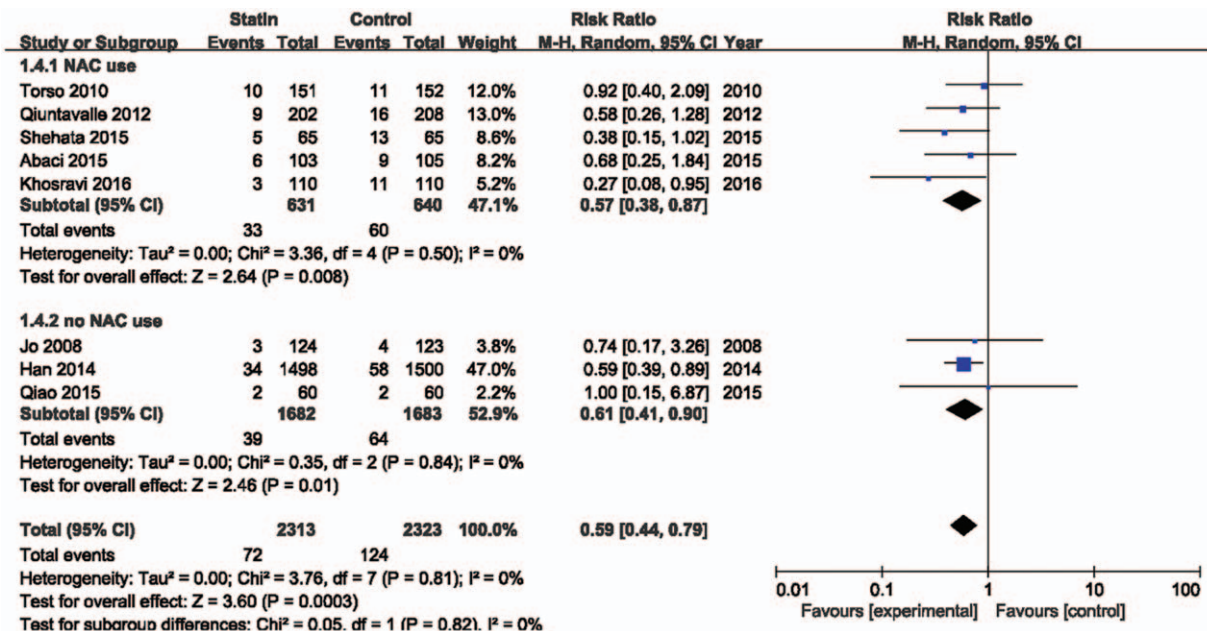 Statin Control Risk Ratio Risk Ratio
Study or Subgroup Events Total Events Total Weight M-H, Random, 95% CI Year M-H, Random, 95% CI
1.4.1 NAC use
Torso 2010 10 151 11 152 12.0% 0.92 [0.40, 2.09] 2010
Qiuntavalle 2012 9 202 16 208 13.0% 0.58 [0.26, 1.28] 2012
Shehata 2015 5 65 13 65 8.6% 0.38 [0.15, 1.02] 2015
Abaci 2015 6 103 9 105 8.2% 0.68 [0.25, 1.84] 2015
Khosravi 2016 3 110 11 110 5.2% 0.27 [0.08, 0.95] 2016
Subtotal (95% CI) 631 640 47.1% 0.57 [0.38, 0.87]
Total events 33 60
Heterogeneity: Tau² = 0.00; Chi² = 3.36, df = 4 (P = 0.50); I² = 0%
Test for overall effect: Z = 2.64 (P = 0.008)
1.4.2 no NAC use
Jo 2008 3 124 4 123 3.8% 0.74 [0.17, 3.26] 2008
Han 2014 34 1498 58 1500 47.0% 0.59 [0.39, 0.89] 2014
Qiao 2015 2 60 2 60 2.2% 1.00 [0.15, 6.87] 2015
Subtotal (95% CI) 1682 1683 52.9% 0.61 [0.41, 0.90]
Total events 39 64
Heterogeneity: Tau² = 0.00; Chi² = 0.35, df = 2 (P = 0.84); I² = 0%
Test for overall effect: Z = 2.46 (P = 0.01)
Total (95% CI) 2313 2323 100.0% 0.59 [0.44, 0.79]
Total events 72 124
Heterogeneity: Tau² = 0.00; Chi² = 3.76, df = 7 (P = 0.81); I² = 0%
Test for overall effect: Z = 3.60 (P = 0.0003)
Test for subgroup differences: Chi² = 0.05, df = 1 (P = 0.82), I² = 0%
0.01 0.1 1 10 100
Favours [experimental] Favours [control]